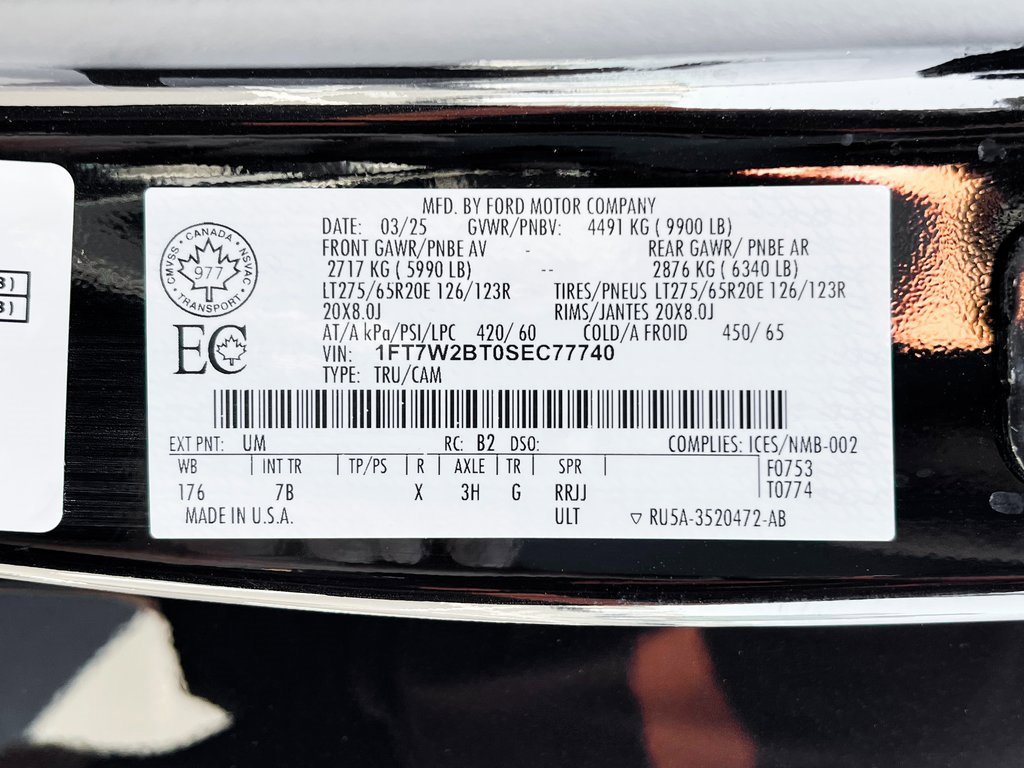 MFD. BY FORD MOTOR COMPANY
DATE: 03/25 GVWR/PNBV: 4491 KG ( 9900 LB)
FRONT GAWR/PNBE AV - REAR GAWR/ PNBE AR
2717 KG ( 5990 LB) -- 2876 KG ( 6340 LB)
LT275/65R20E 126/123R TIRES/PNEUS LT275/65R20E 126/123R
20X8.0J RIMS/JANTES 20X8.0J
AT/A kPa/PSI/LPC 420/ 60 COLD/A FROID 450/ 65
VIN: 1FT7W2BT0SEC77740
TYPE: TRU/CAM
CANADA
CMVSS
NSVAC
977
TRANSPORT
EC
EXT PNT: UM RC: B2 DSO: COMPLIES: ICES/NMB-002
WB INT TR TP/PS R AXLE TR SPR F0753
176 7B X 3H G RRJJ T0774
MADE IN U.S.A. ULT ▽ RU5A-3520472-AB